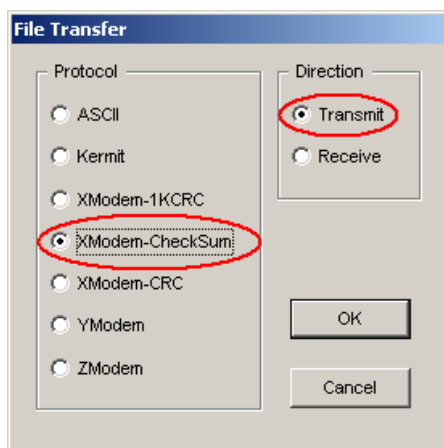 File Transfer
Protocol
ASCII
Kermit
XModem-1KCRC
XModem-CheckSum
XModem-CRC
YModem
ZModem
Direction
Transmit
Receive
OK
Cancel